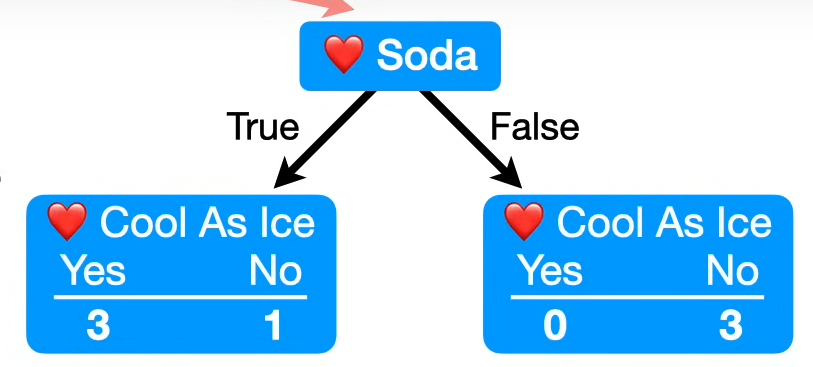 ❤️ Soda
True False
❤️ Cool As Ice
Yes No
3 1
❤️ Cool As Ice
Yes No
0 3